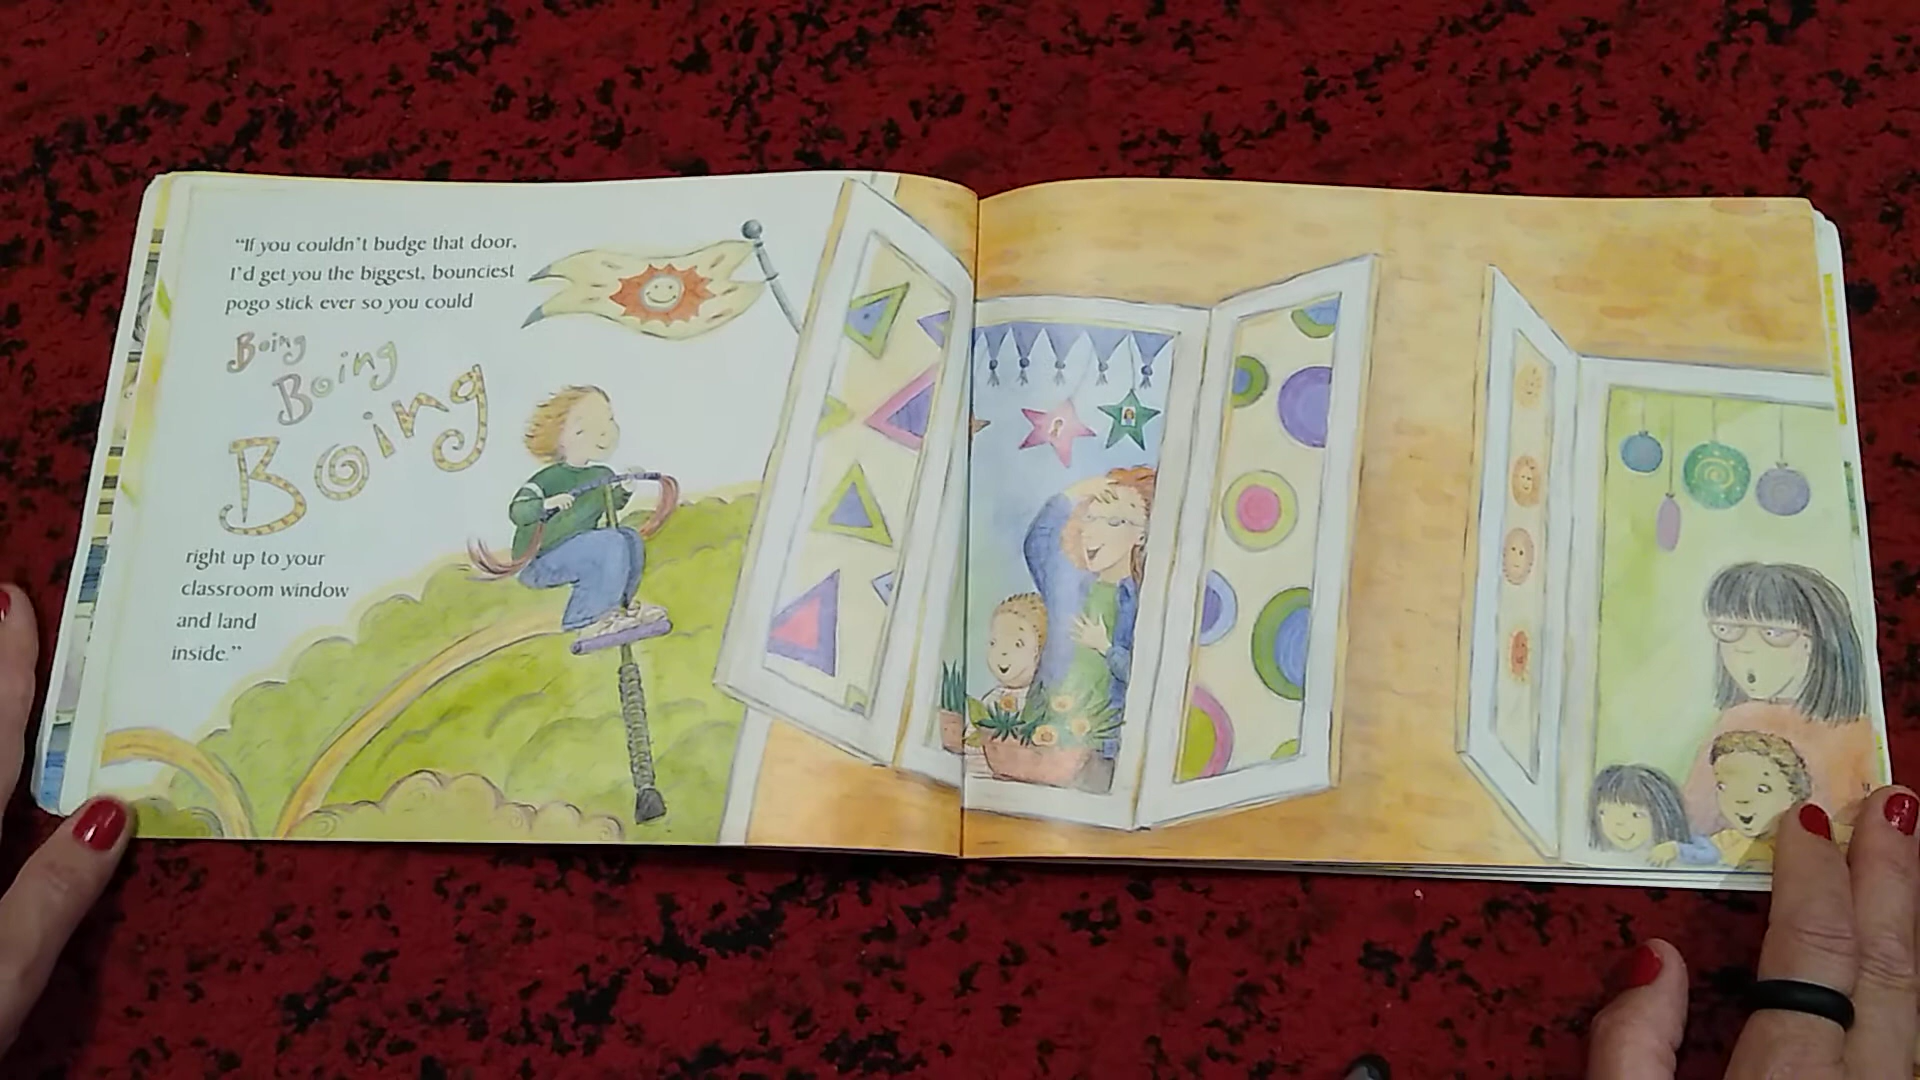 “If you couldn’t budge that door,
I’d get you the biggest, bounciest
pogo stick ever so you could
Boing
Boing
Boing
right up to your
classroom window
and land
inside.”